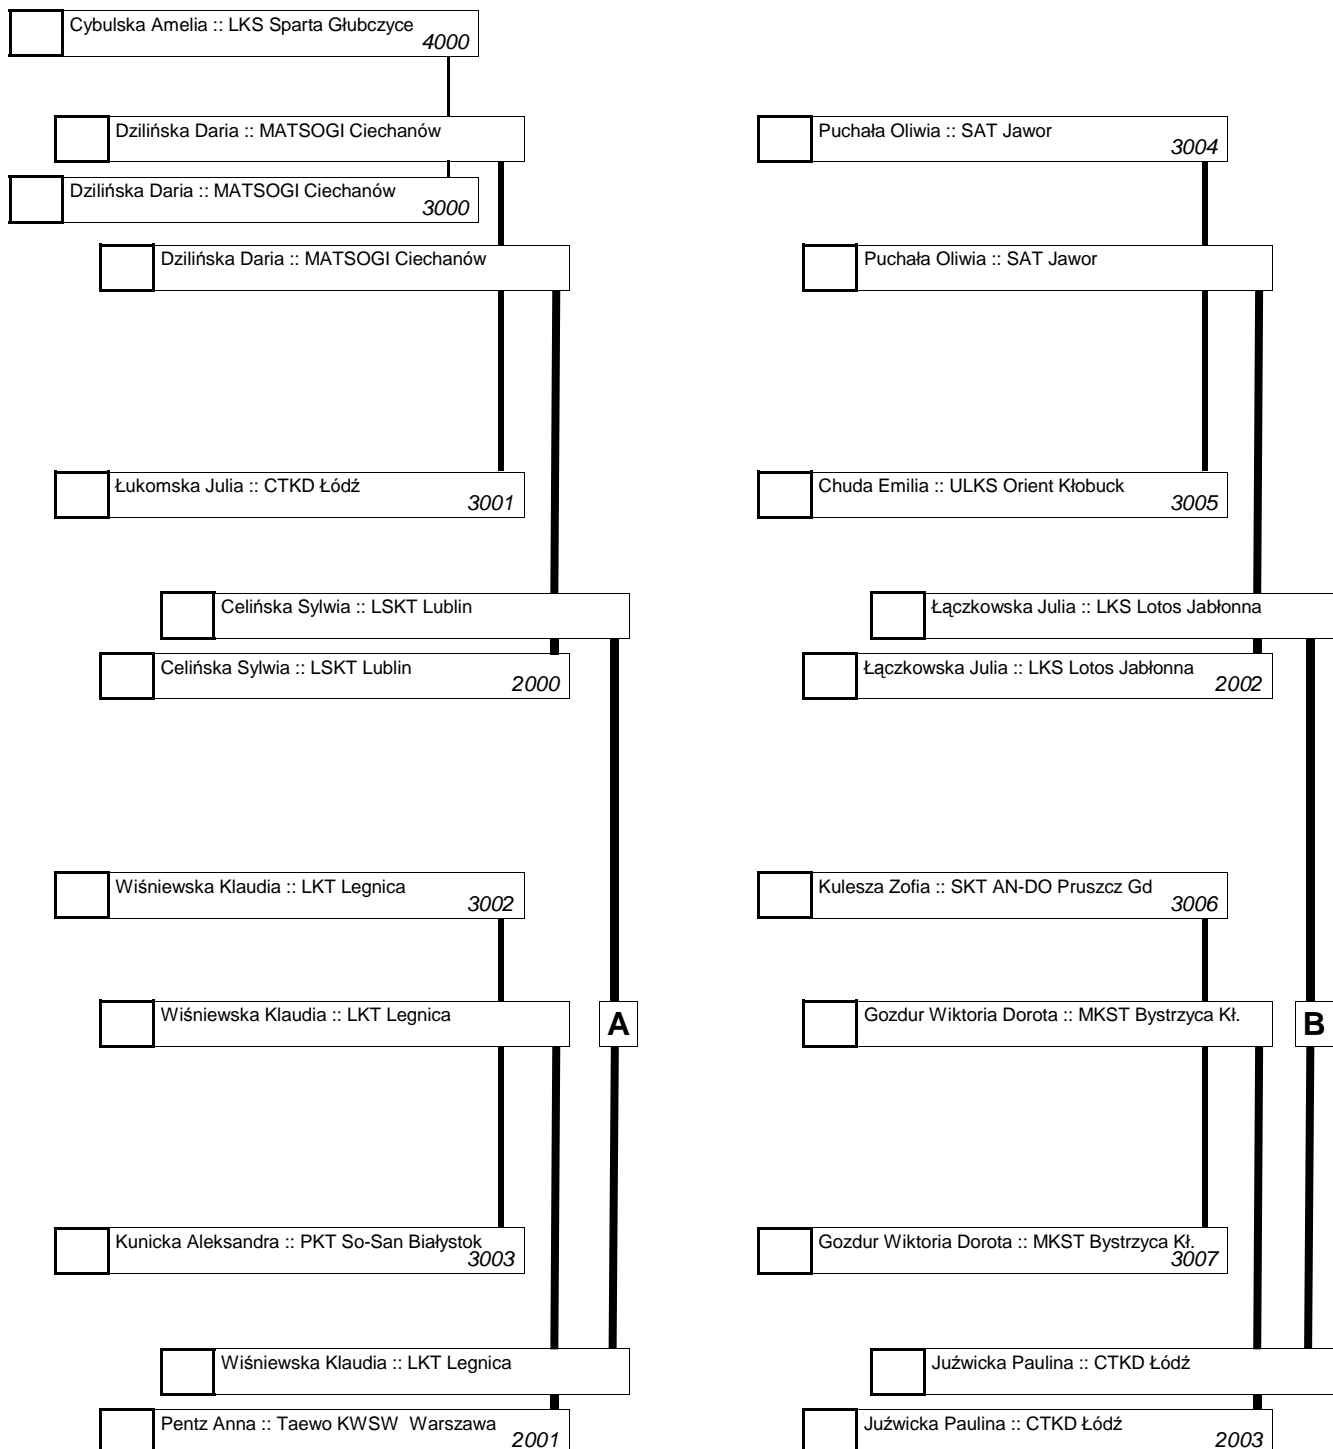 Cybulska Amelia :: LKS Sparta Głubczyce
4000
Dzilińska Daria :: MATSOGI Ciechanów
Dzilińska Daria :: MATSOGI Ciechanów
3000
Dzilińska Daria :: MATSOGI Ciechanów
Łukomska Julia :: CTKD Łódź
3001
Celińska Sylwia :: LSKT Lublin
Celińska Sylwia :: LSKT Lublin
2000
Wiśniewska Klaudia :: LKT Legnica
3002
Wiśniewska Klaudia :: LKT Legnica
A
Kunicka Aleksandra :: PKT So-San Białystok
3003
Wiśniewska Klaudia :: LKT Legnica
Pentz Anna :: Taewo KWSW Warszawa
2001
Puchała Oliwia :: SAT Jawor
3004
Puchała Oliwia :: SAT Jawor
Chuda Emilia :: ULKS Orient Kłobuck
3005
Łączkowska Julia :: LKS Lotos Jabłonna
Łączkowska Julia :: LKS Lotos Jabłonna
2002
Kulesza Zofia :: SKT AN-DO Pruszcz Gd
3006
Gozdur Wiktoria Dorota :: MKST Bystrzyca Kł.
B
Gozdur Wiktoria Dorota :: MKST Bystrzyca Kł.
3007
Juźwicka Paulina :: CTKD Łódź
Juźwicka Paulina :: CTKD Łódź
2003